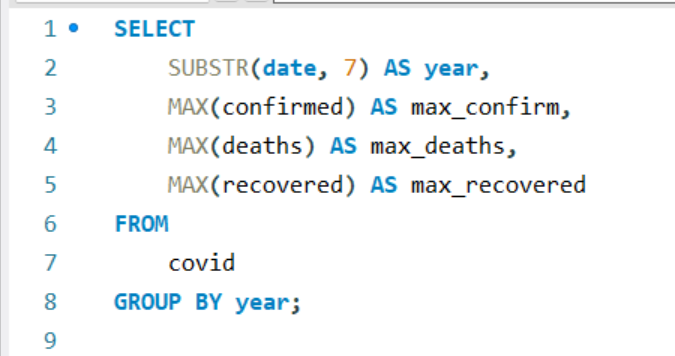 1 SELECT
2 SUBSTR(date, 7) AS year,
3 MAX(confirmed) AS max_confirm,
4 MAX(deaths) AS max_deaths,
5 MAX(recovered) AS max_recovered
6 FROM
7 covid
8 GROUP BY year;
9